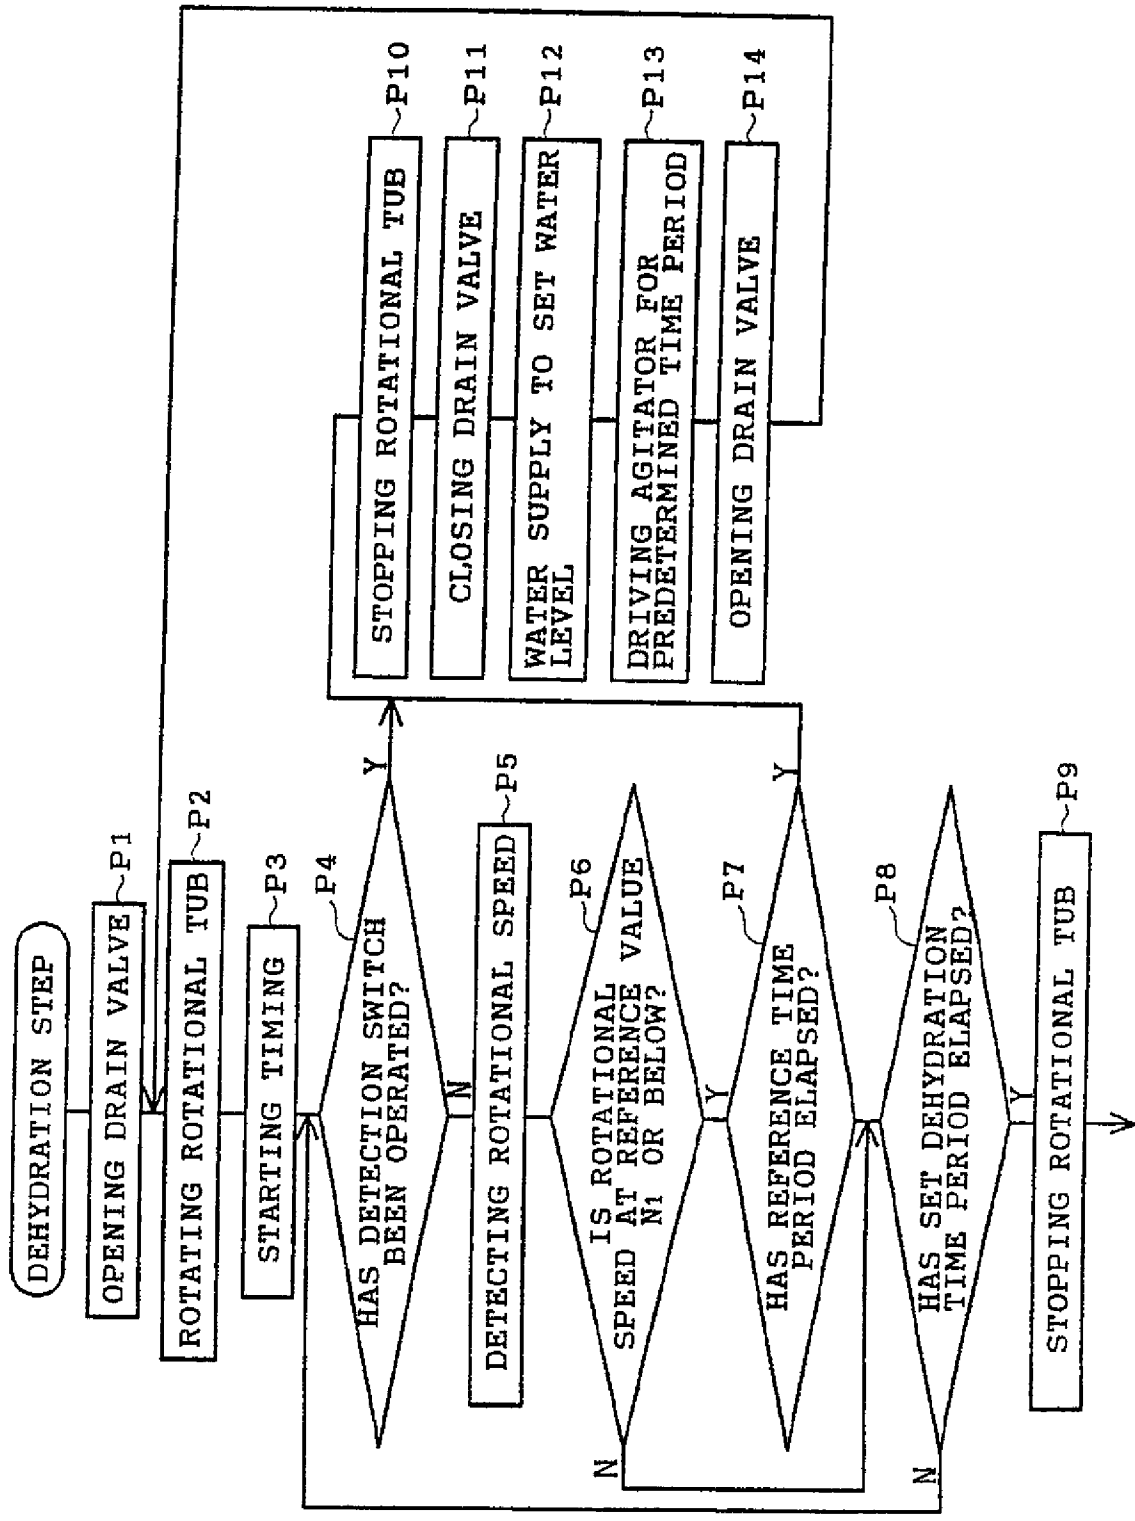 DEHYDRATION STEP
OPENING DRAIN VALVE
P1
ROTATING ROTATIONAL TUB
P2
STARTING TIMING
P3
HAS DETECTION SWITCH
BEEN OPERATED?
P4
Y
N
DETECTING ROTATIONAL SPEED
P5
IS ROTATIONAL
SPEED AT REFERENCE VALUE
N1 OR BELOW?
P6
N
Y
HAS REFERENCE TIME
PERIOD ELAPSED?
P7
Y
HAS SET DEHYDRATION
TIME PERIOD ELAPSED?
P8
N
Y
STOPPING ROTATIONAL TUB
P9
STOPPING ROTATIONAL TUB
P10
CLOSING DRAIN VALVE
P11
WATER SUPPLY TO SET WATER
LEVEL
P12
DRIVING AGITATOR FOR
PREDETERMINED TIME PERIOD
P13
OPENING DRAIN VALVE
P14